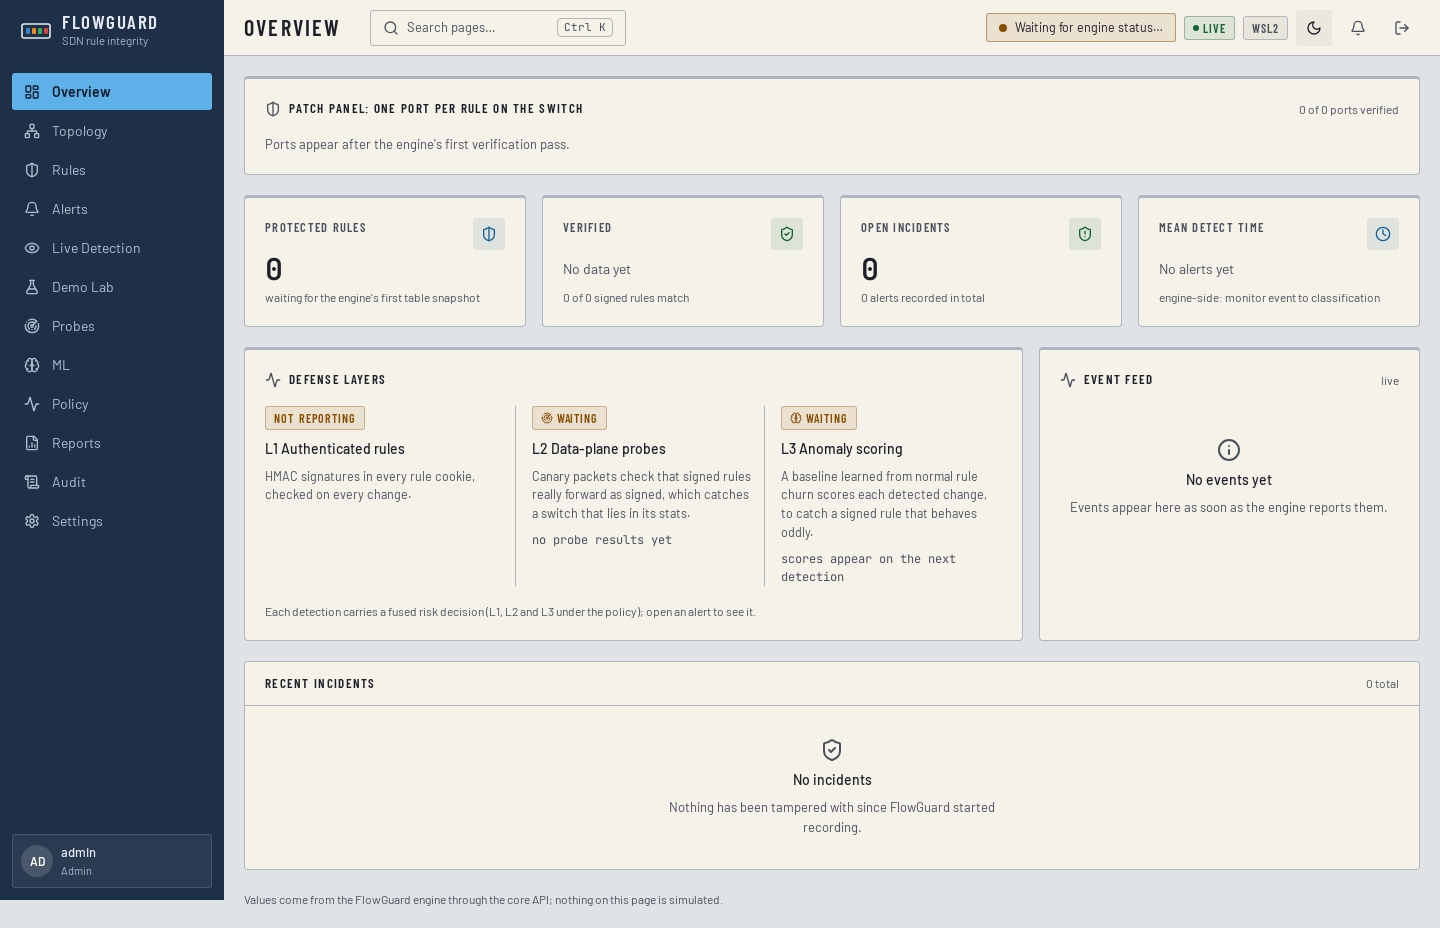 FLOWGUARD
SDN rule integrity
OVERVIEW
Search pages...
Ctrl K
Waiting for engine status...
LIVE
WSL2
Overview
Topology
Rules
Alerts
Live Detection
Demo Lab
Probes
ML
Policy
Reports
Audit
Settings
AD
admin
Admin
PATCH PANEL: ONE PORT PER RULE ON THE SWITCH
0 of 0 ports verified
Ports appear after the engine's first verification pass.
PROTECTED RULES
0
waiting for the engine's first table snapshot
VERIFIED
No data yet
0 of 0 signed rules match
OPEN INCIDENTS
0
0 alerts recorded in total
MEAN DETECT TIME
No alerts yet
engine-side: monitor event to classification
DEFENSE LAYERS
NOT REPORTING
L1 Authenticated rules
HMAC signatures in every rule cookie,
checked on every change.
WAITING
L2 Data-plane probes
Canary packets check that signed rules
really forward as signed, which catches
a switch that lies in its stats.
no probe results yet
WAITING
L3 Anomaly scoring
A baseline learned from normal rule
churn scores each detected change,
to catch a signed rule that behaves
oddly.
scores appear on the next
detection
Each detection carries a fused risk decision (L1, L2 and L3 under the policy); open an alert to see it.
EVENT FEED
live
No events yet
Events appear here as soon as the engine reports them.
RECENT INCIDENTS
0 total
No incidents
Nothing has been tampered with since FlowGuard started
recording.
Values come from the FlowGuard engine through the core API; nothing on this page is simulated.